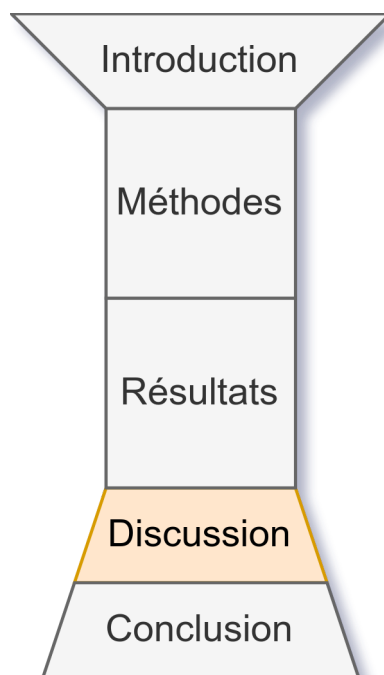 Introduction
Méthodes
Résultats
Discussion
Conclusion